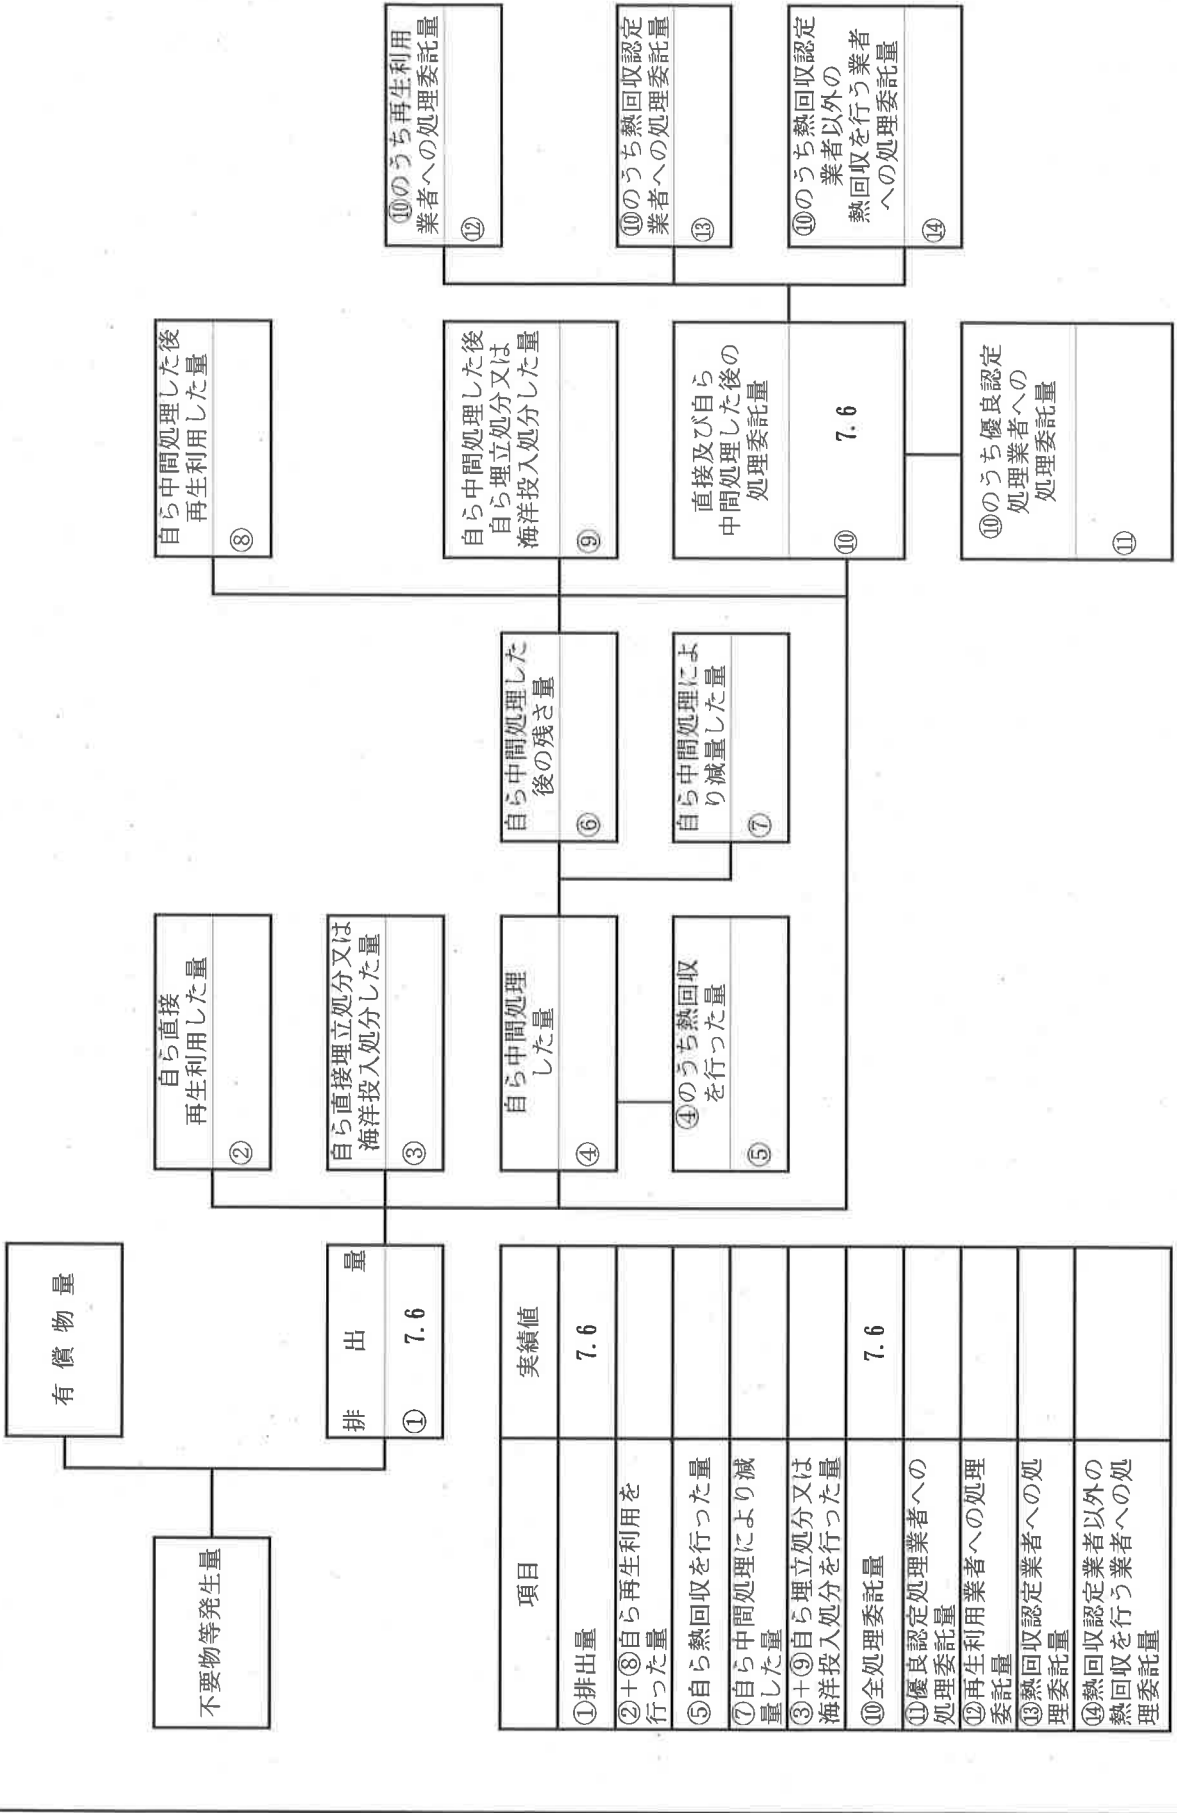 不要物等発生量
有償物量
排出量
① 7.6
自ら直接
再生利用した量
②
自ら直接埋立処分又は
海洋投入処分した量
③
自ら中間処理
した量
④
④のうち熱回収
を行った量
⑤
自ら中間処理した
後の残さ量
⑥
自ら中間処理によ
り減量した量
⑦
自ら中間処理した後
再生利用した量
⑧
自ら中間処理した後
自ら埋立処分又は
海洋投入処分した量
⑨
直接及び自ら
中間処理した後の
処理委託量
⑩ 7.6
⑩のうち優良認定
処理業者への
処理委託量
⑪
⑩のうち再生利用
業者への処理委託量
⑫
⑩のうち熱回収認定
業者への処理委託量
⑬
⑩のうち熱回収認定
業者以外の
熱回収を行う業者
への処理委託量
⑭
項目 実績値
①排出量 7.6
②+⑧自ら再生利用を
行った量
⑤自ら熱回収を行った量
⑦自ら中間処理により減
量した量
③+⑨自ら埋立処分又は
海洋投入処分を行った量
⑩全処理委託量 7.6
⑪優良認定処理業者への
処理委託量
⑫再生利用業者への処理
委託量
⑬熱回収認定業者への処
理委託量
⑭熱回収認定業者以外の
熱回収を行う業者への処
理委託量